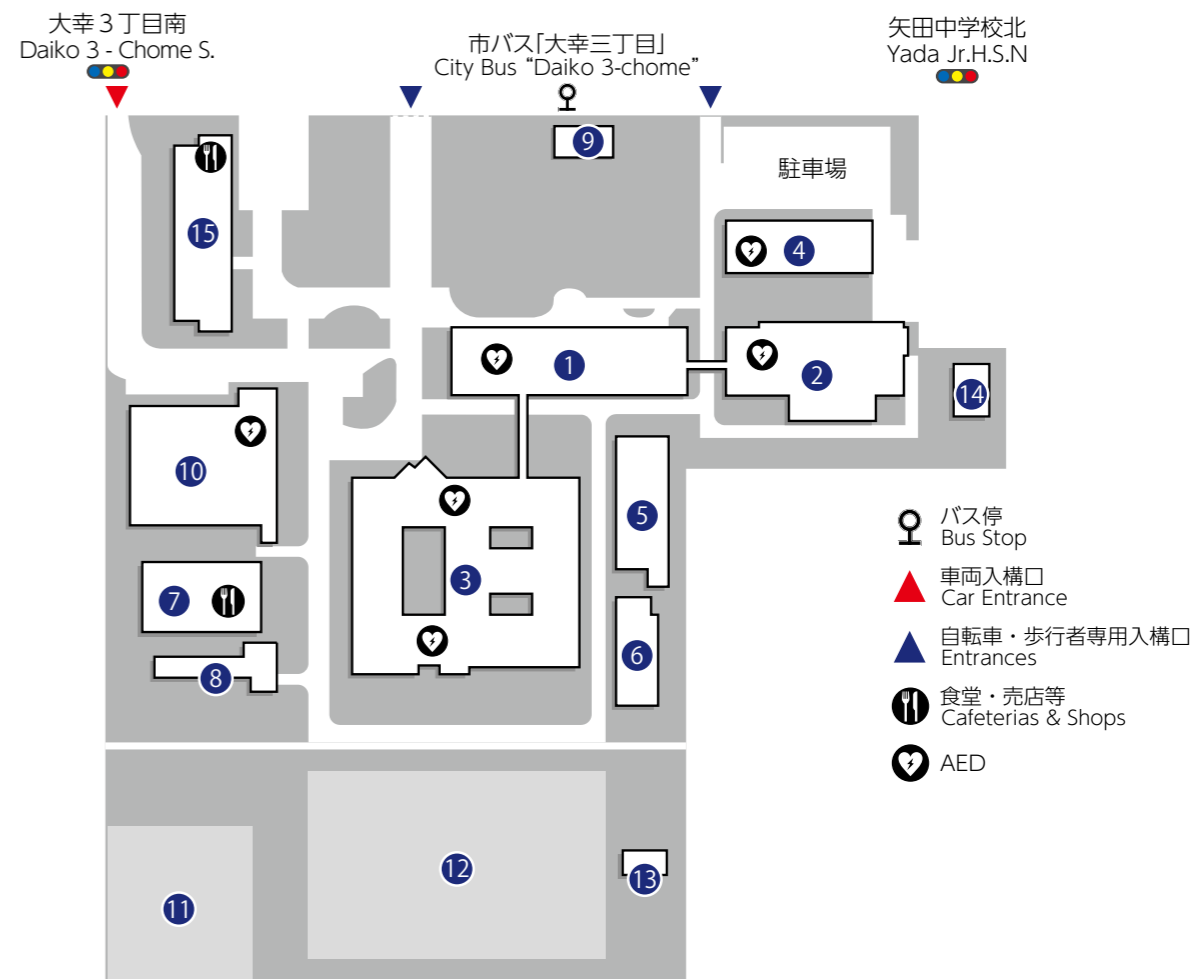 大幸３丁目南
Daiko 3 - Chome S.
市バス「大幸三丁目」
City Bus “Daiko 3-chome”
矢田中学校北
Yada Jr.H.S.N
9
駐車場
15
4
1
2
14
10
5
3
7
6
8
バス停
Bus Stop
車両入構口
Car Entrance
自転車・歩行者専用入構口
Entrances
食堂・売店等
Cafeterias & Shops
AED
12
13
11